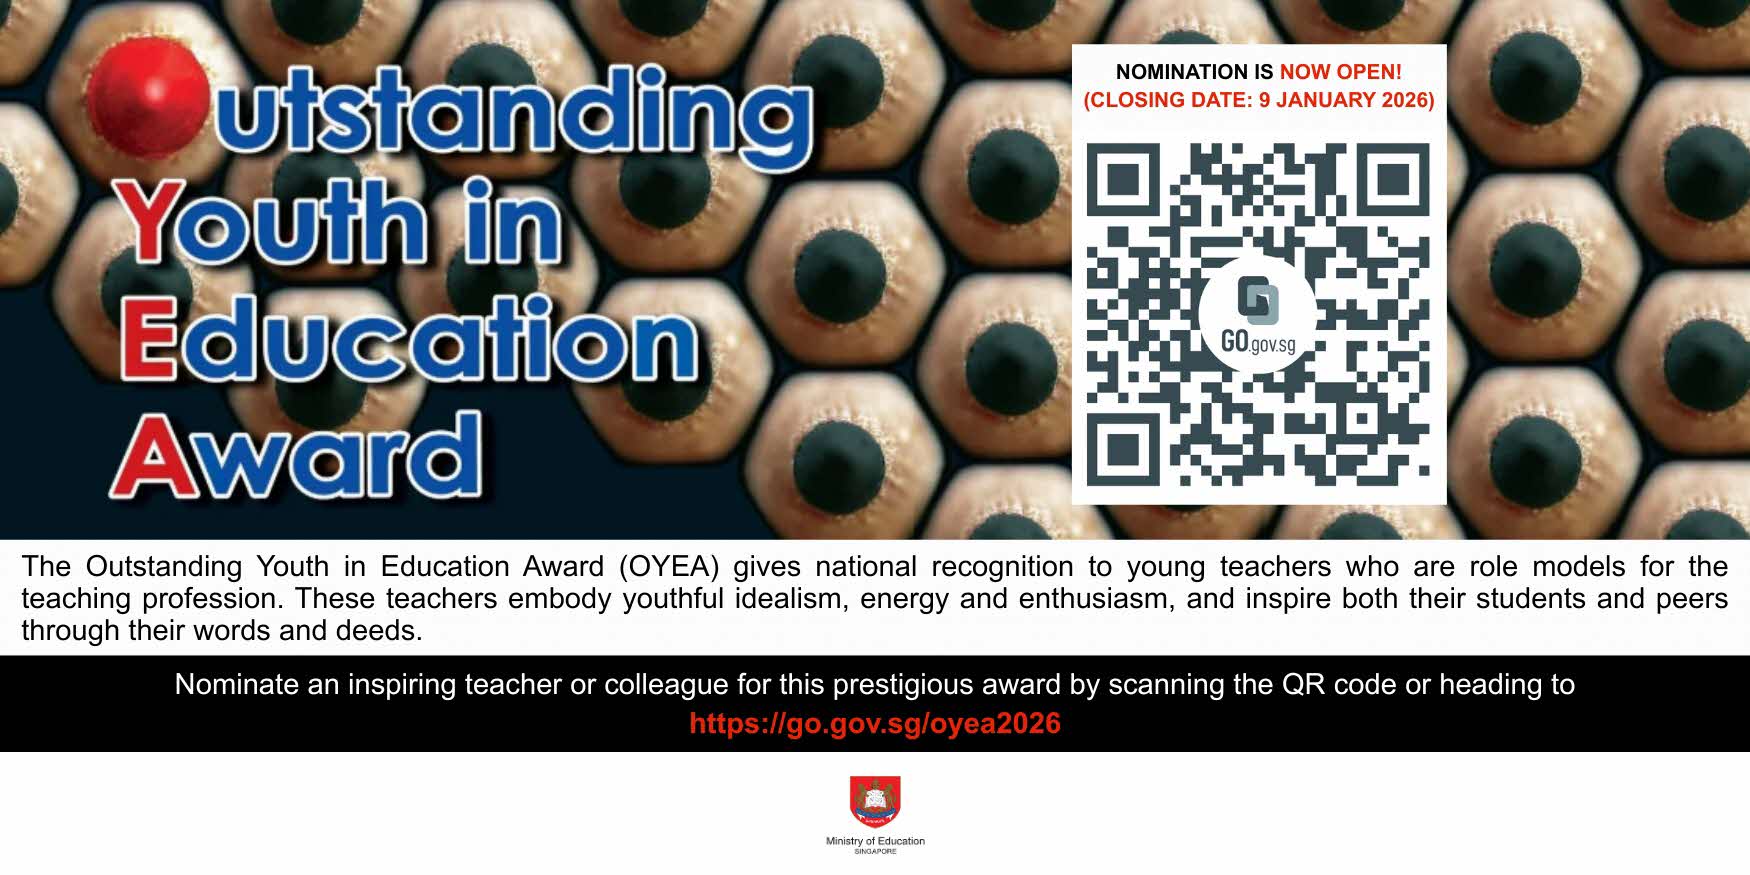 Outstanding
Youth in
Education
Award
NOMINATION IS NOW OPEN!
(CLOSING DATE: 9 JANUARY 2026)
GO.gov.sg
The Outstanding Youth in Education Award (OYEA) gives national recognition to young teachers who are role models for the
teaching profession. These teachers embody youthful idealism, energy and enthusiasm, and inspire both their students and peers
through their words and deeds.
Nominate an inspiring teacher or colleague for this prestigious award by scanning the QR code or heading to
https://go.gov.sg/oyea2026
Ministry of Education
SINGAPORE